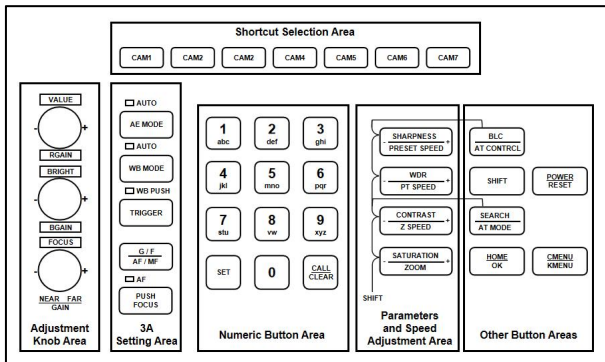 Shortcut Selection Area
CAM1 CAM2 CAM2 CAM4 CAM5 CAM6 CAM7
VALUE
- +
RGAIN
BRIGHT
- +
BGAIN
FOCUS
- +
NEAR FAR
GAIN
Adjustment
Knob Area
AUTO
AE MODE
AUTO
WB MODE
WB PUSH
TRIGGER
G / F
AF / MF
AF
PUSH
FOCUS
3A
Setting Area
1 2 3
abc def ghi
4 5 6
jkl mno pqr
7 8 9
stu vw xyz
SET 0 CALL
CLEAR
Numeric Button Area
SHARPNESS
- +
PRESET SPEED
WDR
- +
PT SPEED
CONTRAST
- +
Z SPEED
SATURATION
- +
ZOOM
SHIFT
Parameters
and Speed
Adjustment Area
BLC
AT CONTRCL
SHIFT POWER
RESET
SEARCH
AT MODE
HOME CMENU
OK KMENU
Other Button Areas